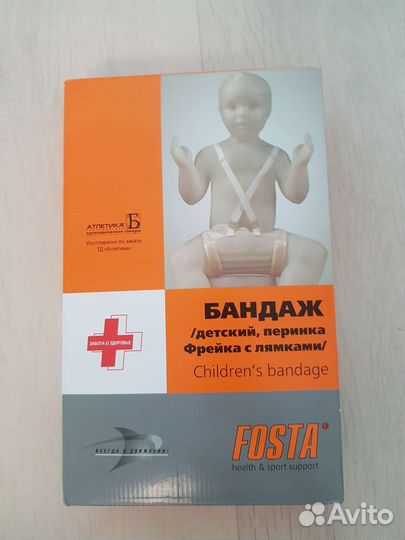 АТЛЕТИКА
ортопедические товары
Изготовлено по заказу
ТД «Атлетика»
ЗАБОТА О ЗДОРОВЬЕ
БАНДАЖ
/детский, перинка
Фрейка с лямками/
Children's bandage
ВСЕГДА В ДВИЖЕНИИ!
FOSTA®
health & sport support
Avito